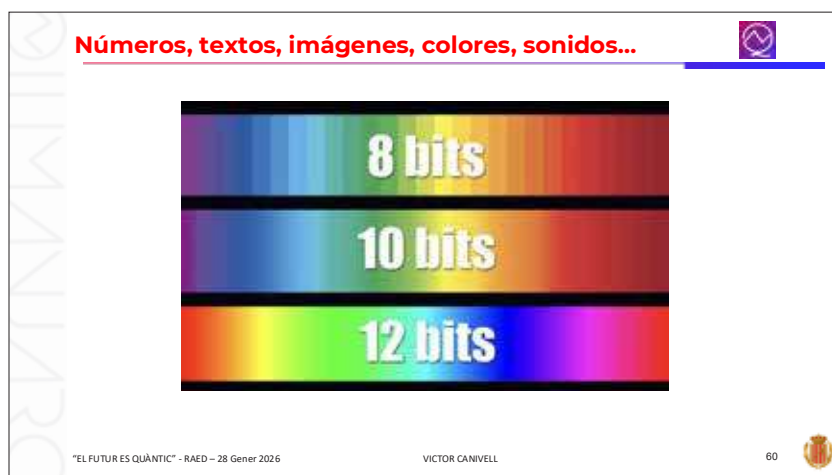 Números, textos, imágenes, colores, sonidos...
8 bits
10 bits
12 bits
"EL FUTUR ES QUÀNTIC" - RAED – 28 Gener 2026
VICTOR CANIVELL
60